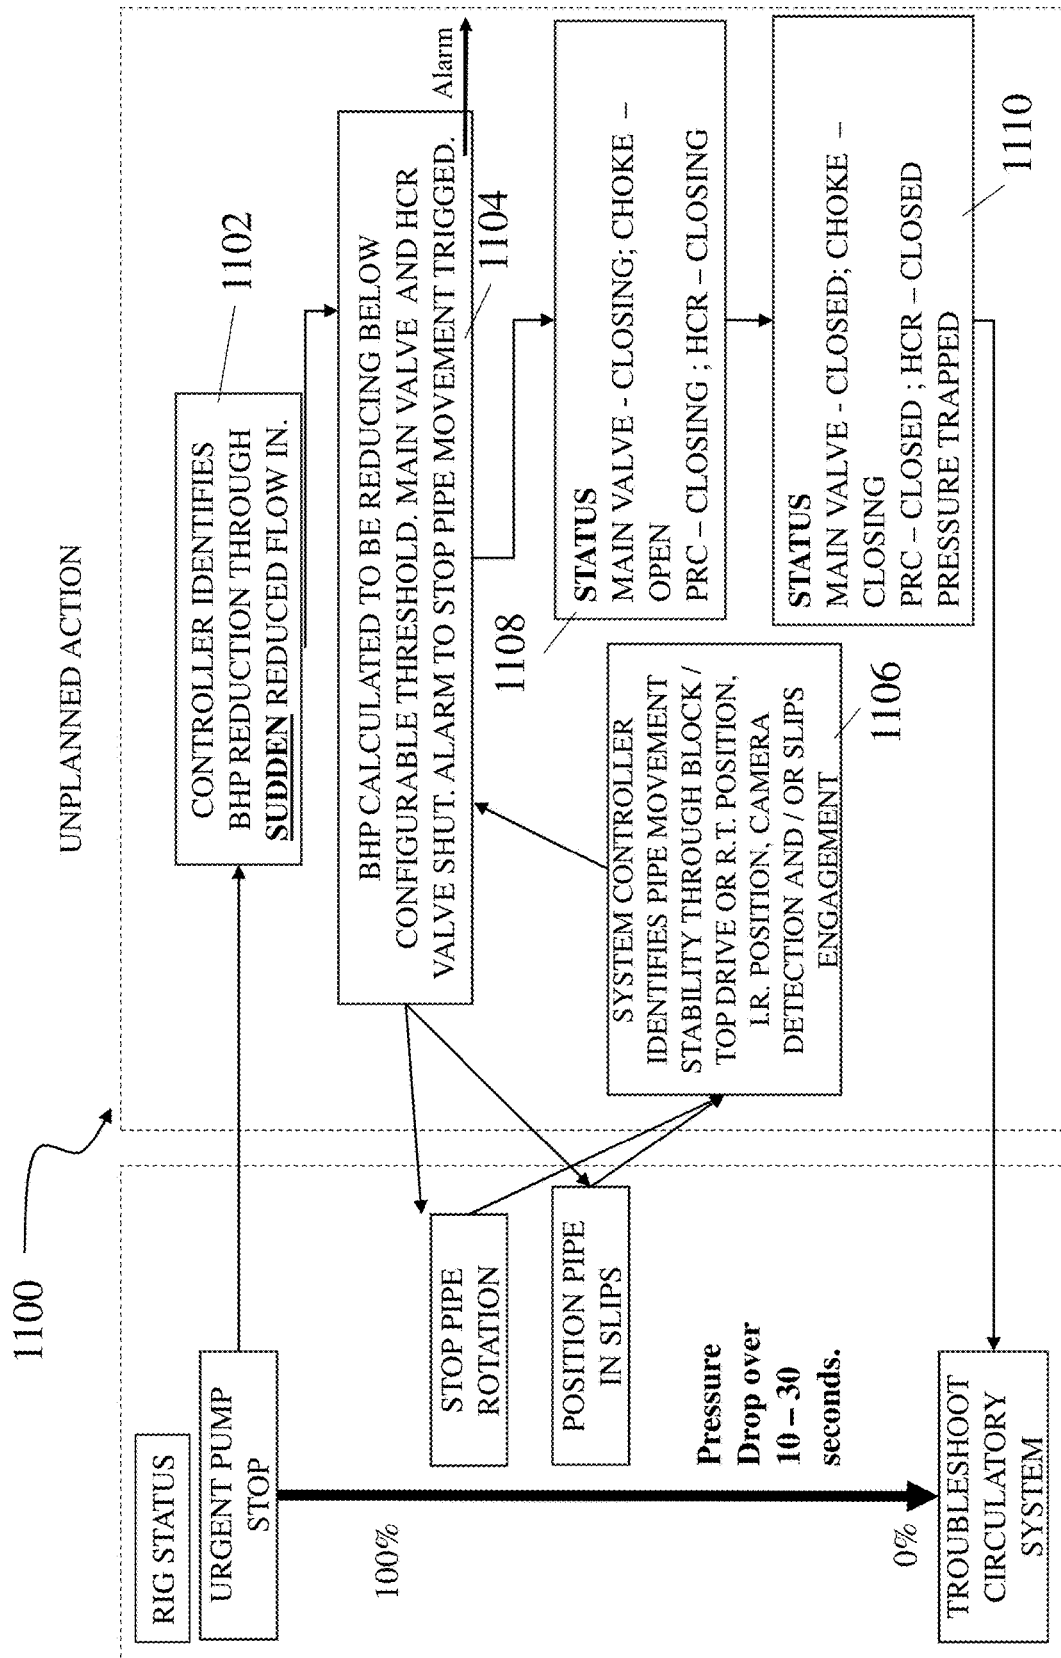 1100
UNPLANNED ACTION
RIG STATUS
URGENT PUMP
STOP
100%
0%
Pressure
Drop over
10 – 30
seconds.
TROUBLESHOOT
CIRCULATORY
SYSTEM
STOP PIPE
ROTATION
POSITION PIPE
IN SLIPS
CONTROLLER IDENTIFIES
BHP REDUCTION THROUGH
SUDDEN REDUCED FLOW IN.
1102
BHP CALCULATED TO BE REDUCING BELOW
CONFIGURABLE THRESHOLD. MAIN VALVE AND HCR
VALVE SHUT. ALARM TO STOP PIPE MOVEMENT TRIGGED.
Alarm
1104
SYSTEM CONTROLLER
IDENTIFIES PIPE MOVEMENT
STABILITY THROUGH BLOCK /
TOP DRIVE OR R.T. POSITION,
I.R. POSITION, CAMERA
DETECTION AND / OR SLIPS
ENGAGEMENT
1106
1108
STATUS
MAIN VALVE - CLOSING; CHOKE –
OPEN
PRC – CLOSING ; HCR – CLOSING
STATUS
MAIN VALVE - CLOSED; CHOKE –
CLOSING
PRC – CLOSED ; HCR – CLOSED
PRESSURE TRAPPED
1110